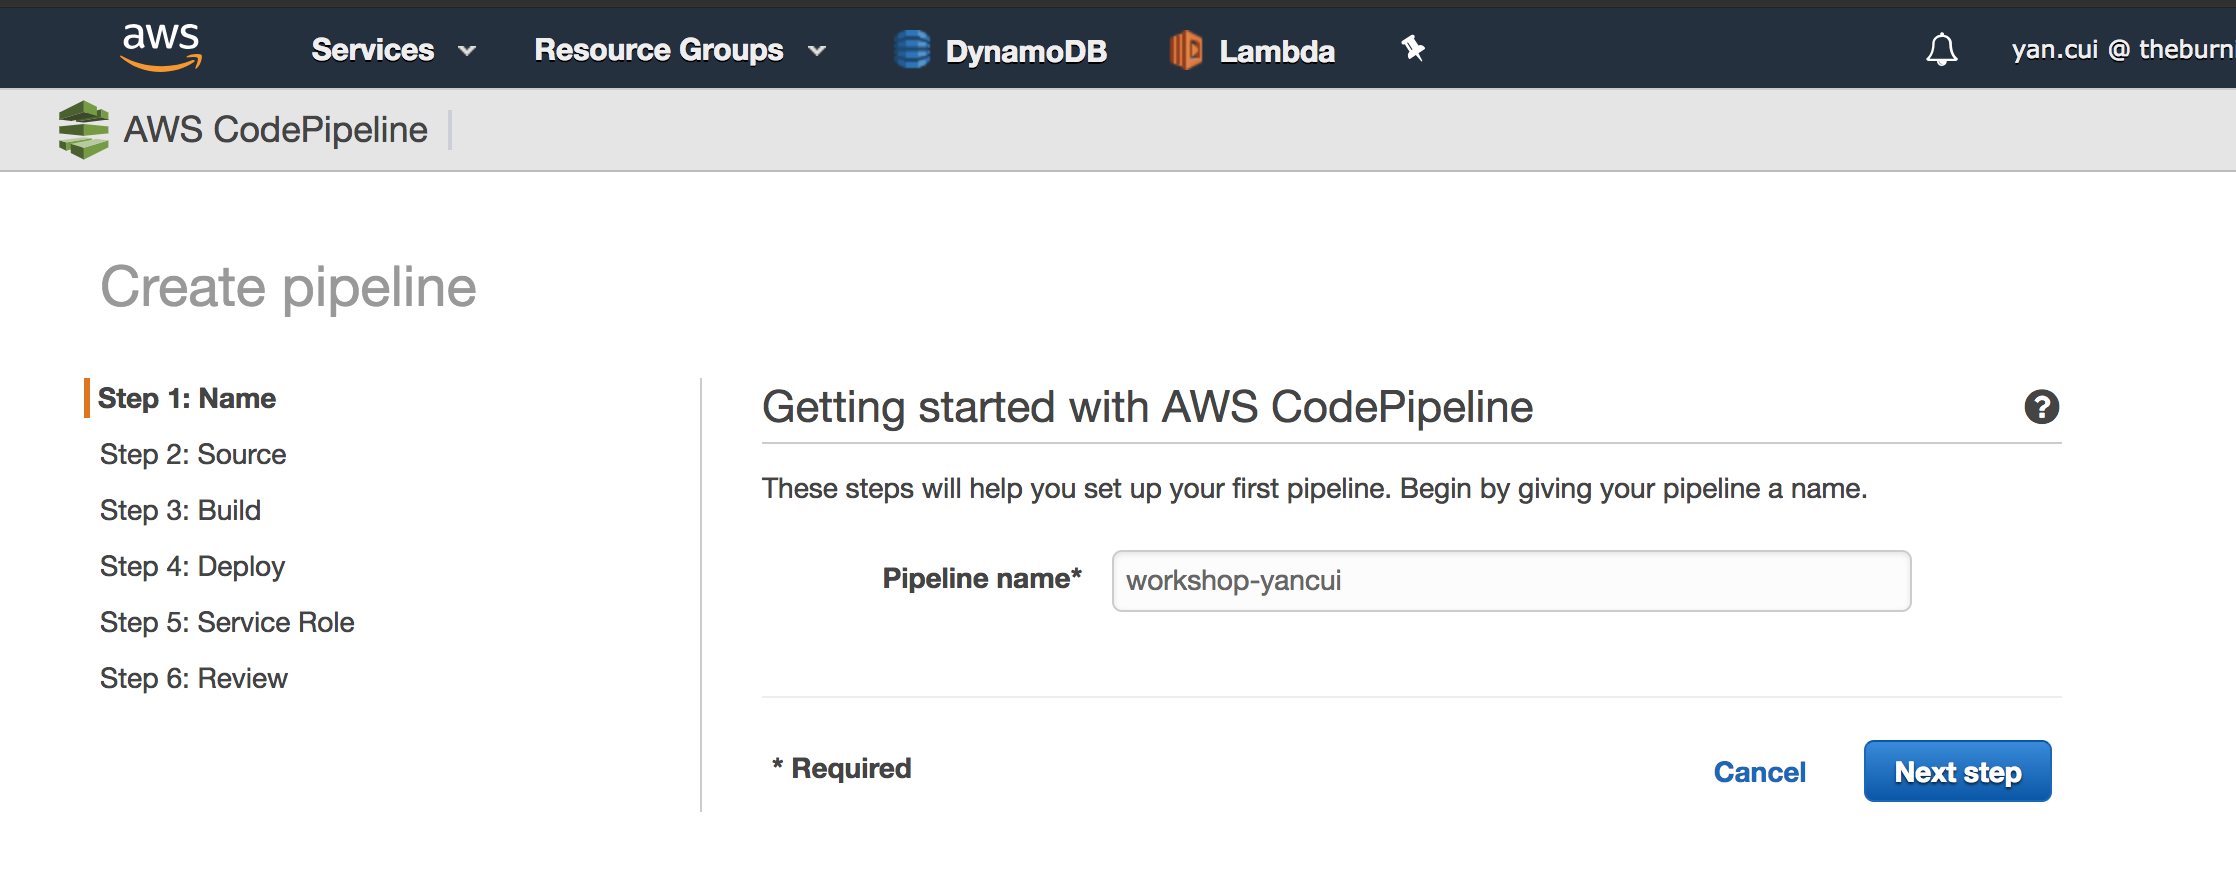 aws Services Resource Groups DynamoDB Lambda yan.cui @ theburni
AWS CodePipeline
Create pipeline
Step 1: Name
Step 2: Source
Step 3: Build
Step 4: Deploy
Step 5: Service Role
Step 6: Review
Getting started with AWS CodePipeline ?
These steps will help you set up your first pipeline. Begin by giving your pipeline a name.
Pipeline name* workshop-yancui
* Required Cancel Next step